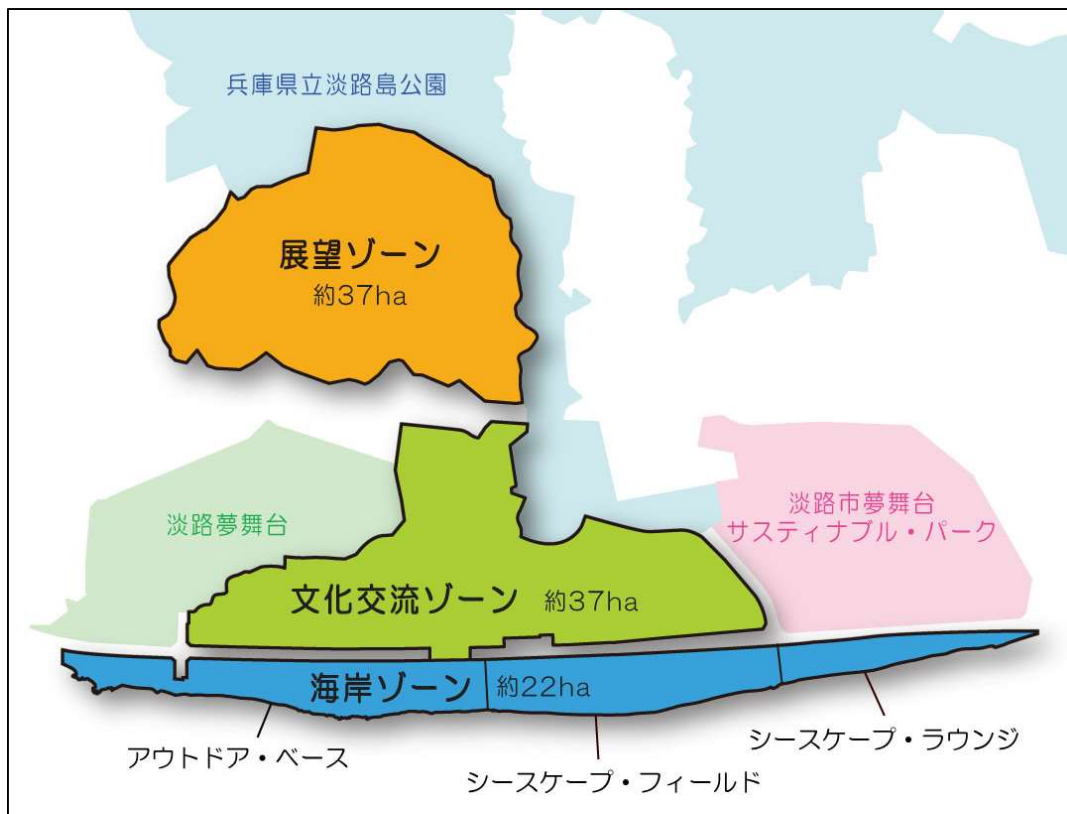 兵庫県立淡路島公園
展望ゾーン
約37ha
淡路夢舞台
淡路市夢舞台
サスティナブル・パーク
文化交流ゾーン 約37ha
海岸ゾーン 約22ha
アウトドア・ベース
シースケープ・フィールド
シースケープ・ラウンジ